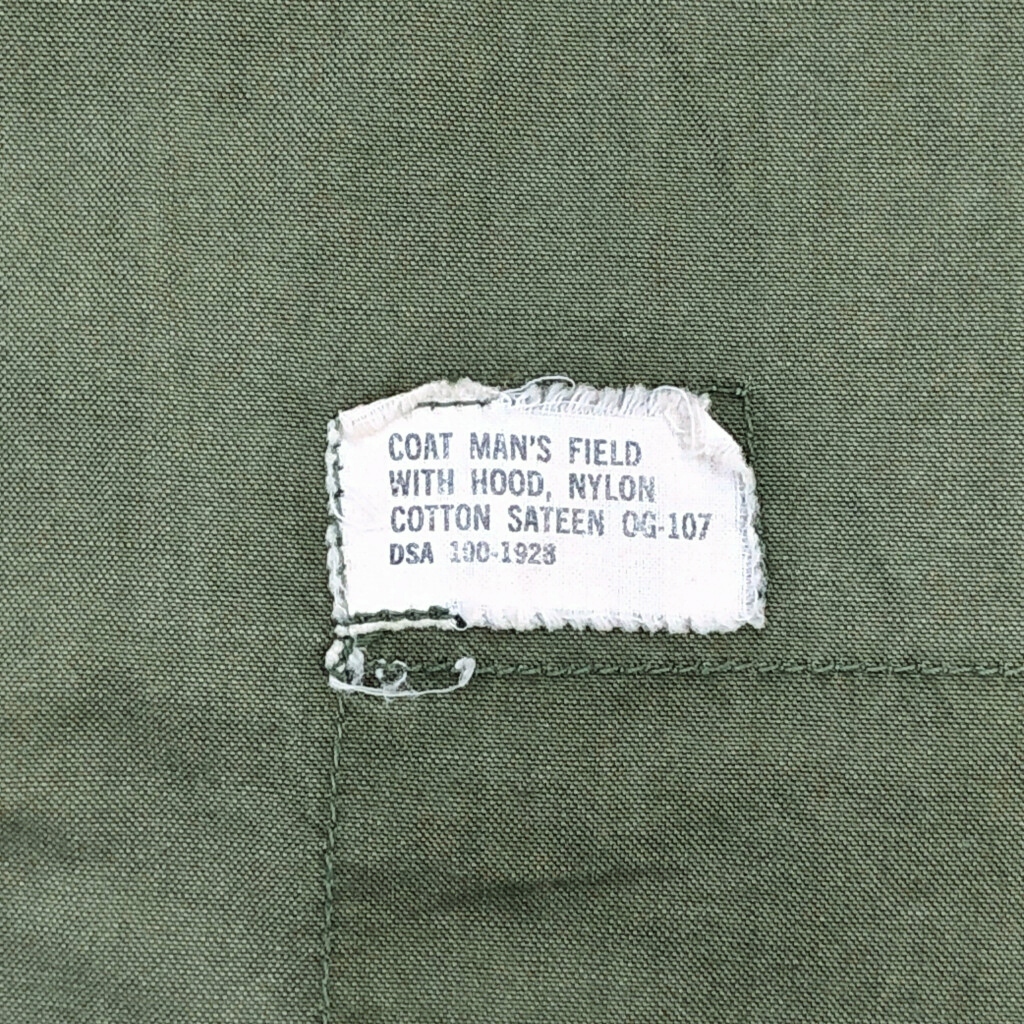 COAT MAN'S FIELD
WITH HOOD, NYLON
COTTON SATEEN OG-107
DSA 100-1928